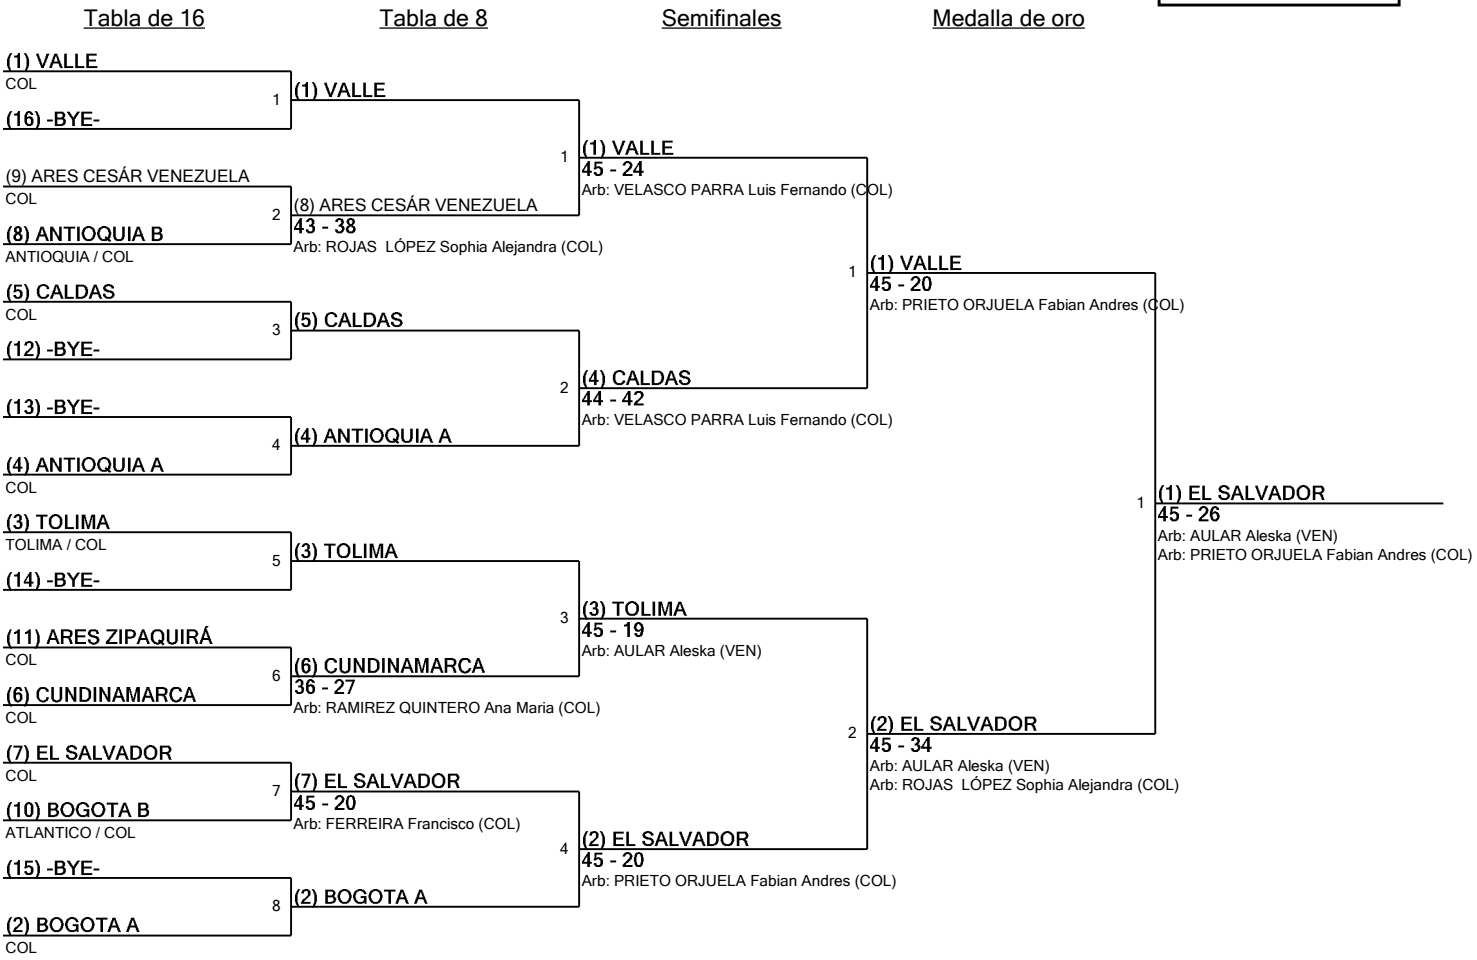 Tabla de 16
Tabla de 8
Semifinales
Medalla de oro
(1) VALLE
COL
1
(16) -BYE-
(9) ARES CESÁR VENEZUELA
COL
2
(8) ANTIOQUIA B
ANTIOQUIA / COL
(5) CALDAS
COL
3
(12) -BYE-
(13) -BYE-
4
(4) ANTIOQUIA A
COL
(3) TOLIMA
TOLIMA / COL
5
(14) -BYE-
(11) ARES ZIPAQUIRÁ
COL
6
(6) CUNDINAMARCA
COL
(7) EL SALVADOR
COL
7
(10) BOGOTA B
ATLANTICO / COL
(15) -BYE-
8
(2) BOGOTA A
COL
(1) VALLE
1
(8) ARES CESÁR VENEZUELA
43 - 38
Arb: ROJAS  LÓPEZ Sophia Alejandra (COL)
(5) CALDAS
2
(4) ANTIOQUIA A
(3) TOLIMA
3
(6) CUNDINAMARCA
36 - 27
Arb: RAMIREZ QUINTERO Ana Maria (COL)
(7) EL SALVADOR
45 - 20
Arb: FERREIRA Francisco (COL)
4
(2) BOGOTA A
(1) VALLE
45 - 24
Arb: VELASCO PARRA Luis Fernando (COL)
1
(4) CALDAS
44 - 42
Arb: VELASCO PARRA Luis Fernando (COL)
(3) TOLIMA
45 - 19
Arb: AULAR Aleska (VEN)
2
(2) EL SALVADOR
45 - 20
Arb: PRIETO ORJUELA Fabian Andres (COL)
(1) VALLE
45 - 20
Arb: PRIETO ORJUELA Fabian Andres (COL)
1
(2) EL SALVADOR
45 - 34
Arb: AULAR Aleska (VEN)
Arb: ROJAS  LÓPEZ Sophia Alejandra (COL)
(1) EL SALVADOR
45 - 26
Arb: AULAR Aleska (VEN)
Arb: PRIETO ORJUELA Fabian Andres (COL)